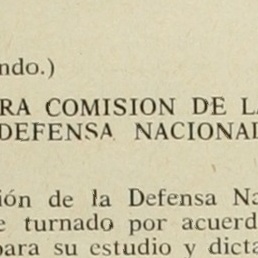 ndo.)
RA COMISION DE LA
DEFENSA NACIONAL
ión de la Defensa Na
e turnado por acuerd
para su estudio y dicta